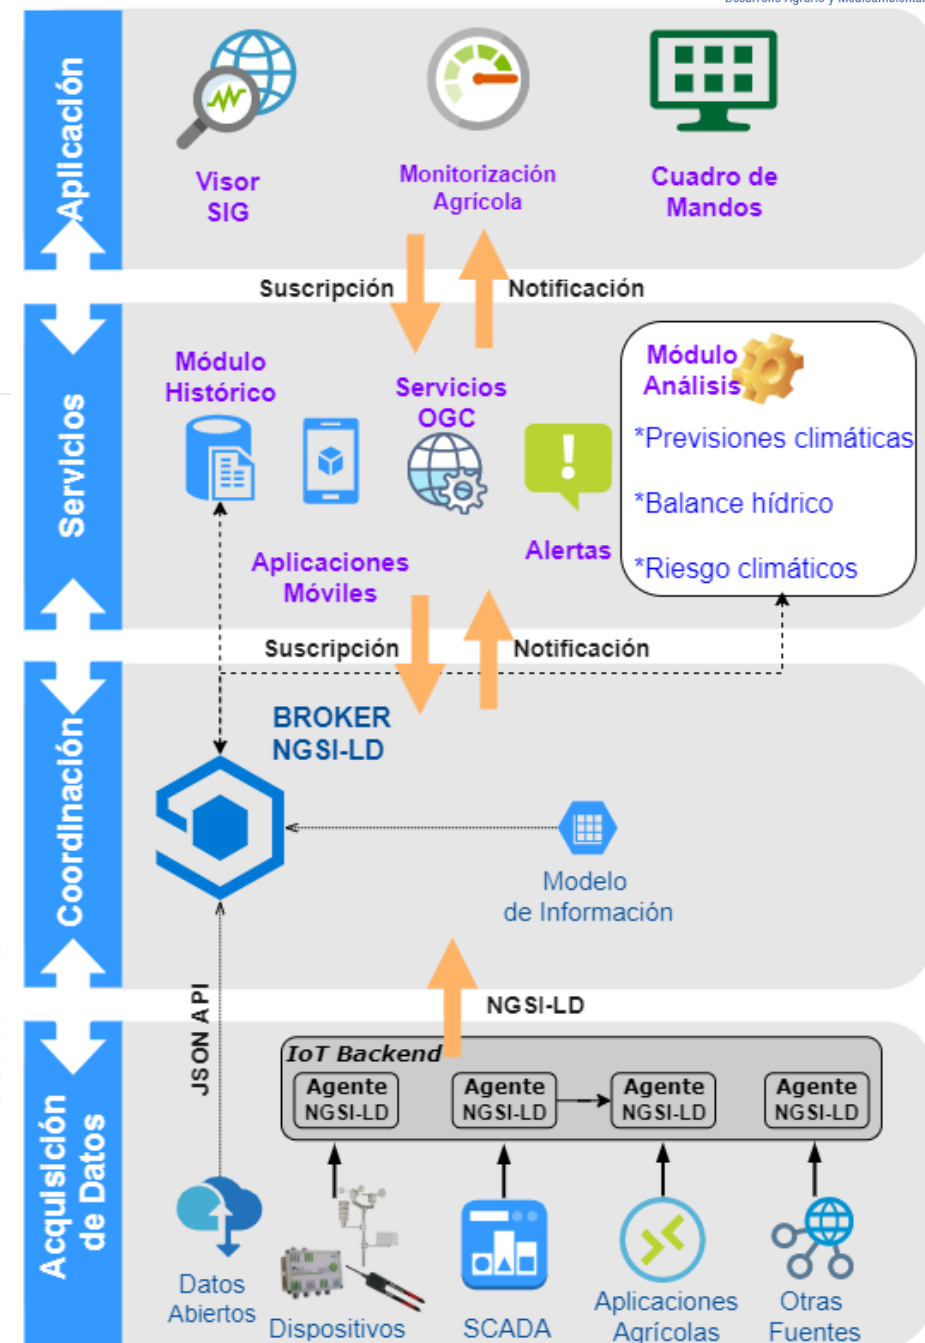 Desarrollo Agrario y Medioambiental
Aplicación
Visor
SIG
Monitorización
Agrícola
Cuadro de
Mandos
Suscripción
Notificación
Servicios
Módulo
Histórico
Aplicaciones
Móviles
Servicios
OGC
Alertas
Módulo
Análisis
*Previsiones climáticas
*Balance hídrico
*Riesgo climáticos
Suscripción
Notificación
Coordinación
BROKER
NGSI-LD
Modelo
de Información
NGSI-LD
JSON API
Acquisición
de Datos
IoT Backend
Agente
NGSI-LD
Agente
NGSI-LD
Agente
NGSI-LD
Agente
NGSI-LD
Datos
Abiertos
Dispositivos
SCADA
Aplicaciones
Agrícolas
Otras
Fuentes